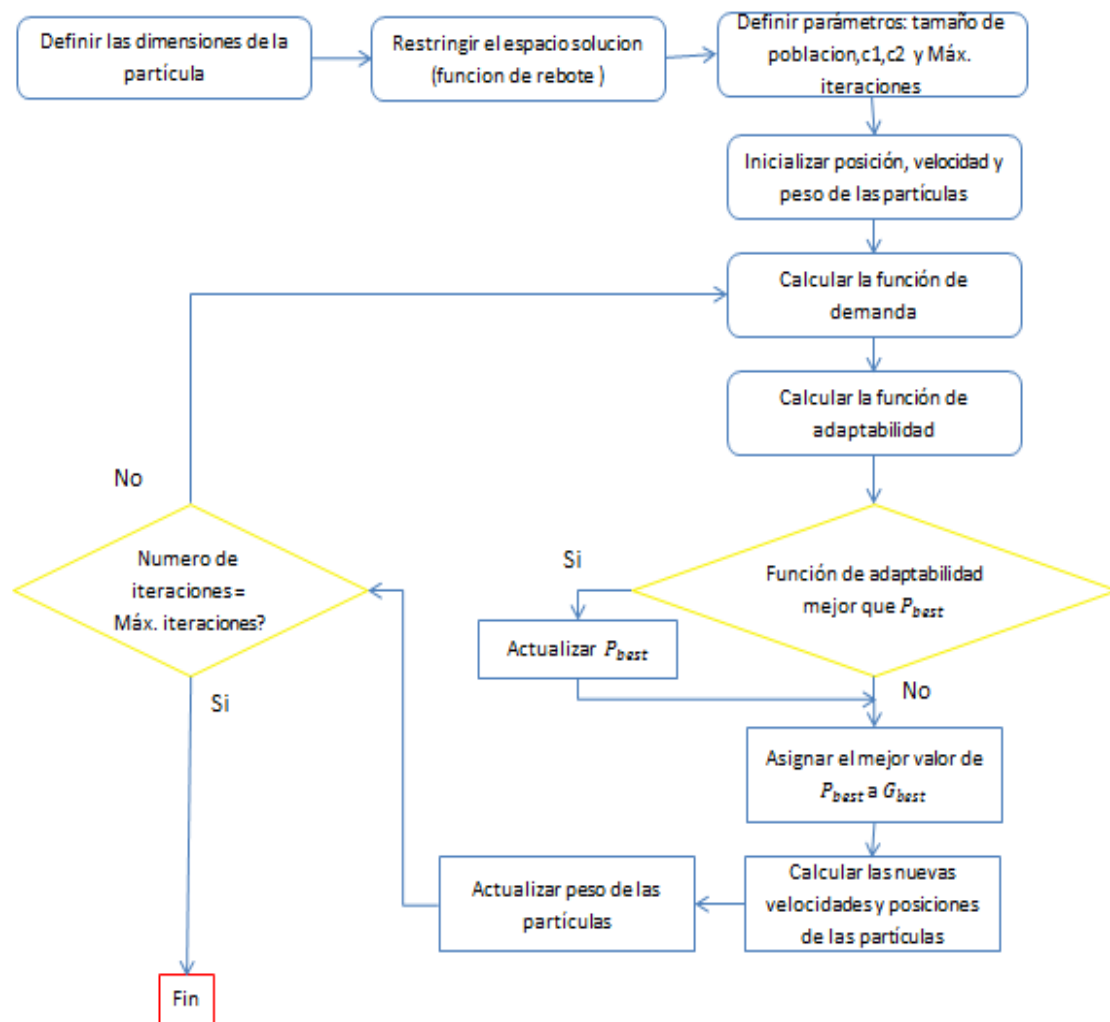 Definir las dimensiones de la
partícula
Restringir el espacio solucion
(funcion de rebote )
Definir parámetros: tamaño de
poblacion,c1,c2 y Máx.
iteraciones
Inicializar posición, velocidad y
peso de las partículas
Calcular la función de
demanda
Calcular la función de
adaptabilidad
No
Numero de
iteraciones=
Máx. iteraciones?
Si
Si
Función de adaptabilidad
mejor que P_best
Actualizar P_best
No
Asignar el mejor valor de
P_best a G_best
Calcular las nuevas
velocidades y posiciones
de las partículas
Actualizar peso de las
partículas
Fin